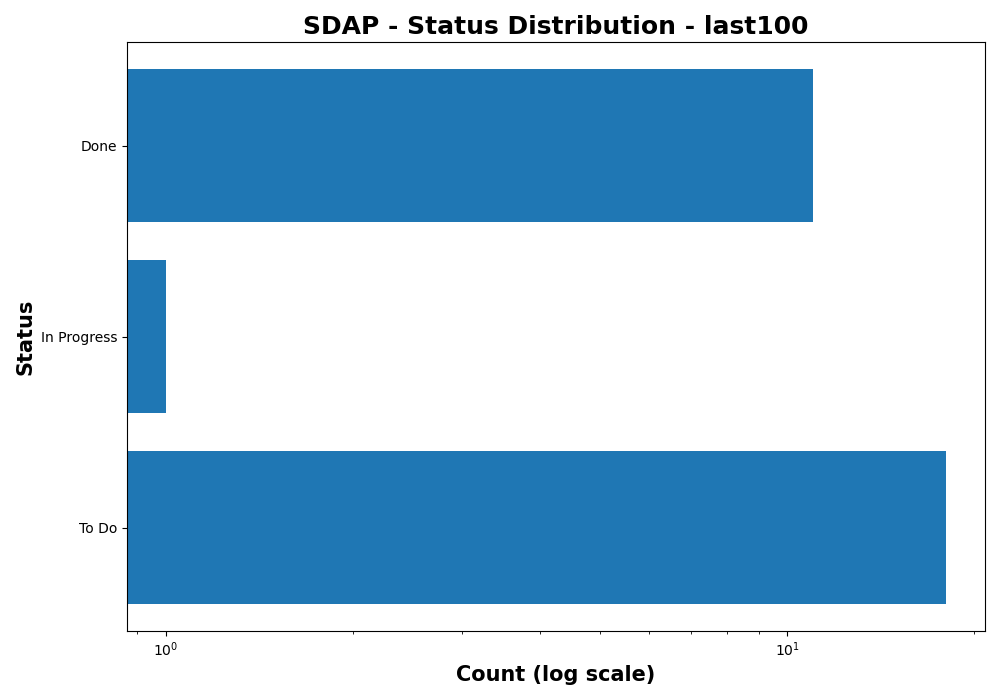 SDAP - Status Distribution - last100
Done
In Progress
To Do
Status
10⁰
10¹
Count (log scale)